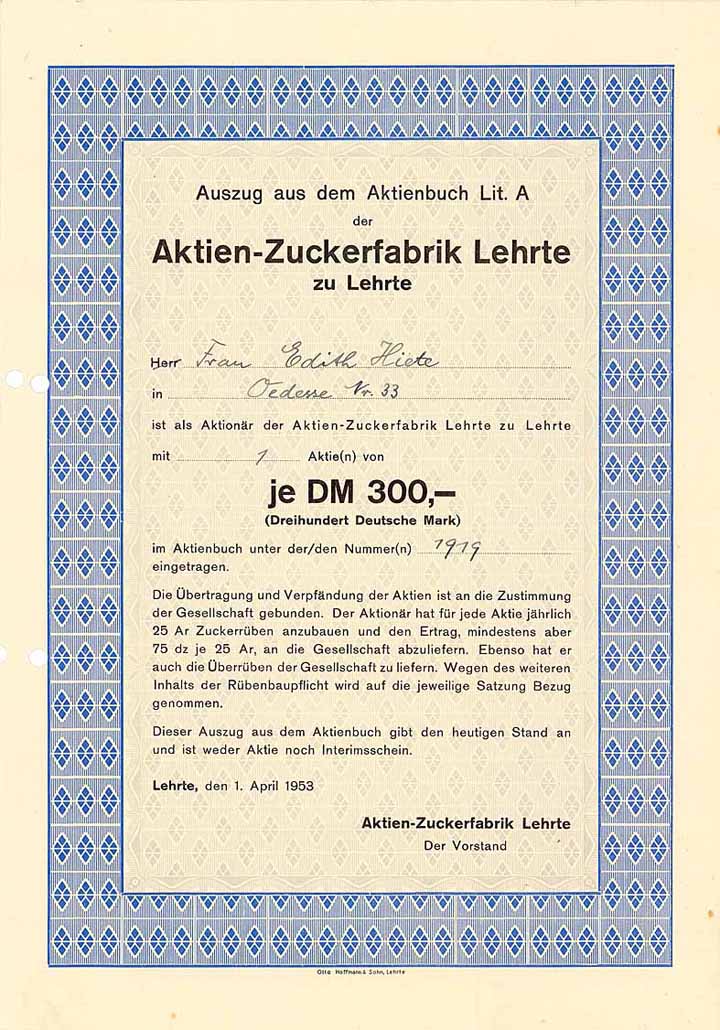 Auszug aus dem Aktienbuch Lit. A
der
Aktien-Zuckerfabrik Lehrte
zu Lehrte
Herr Frau Edith Hiete
in Oedesse Nr. 33
ist als Aktionär der Aktien-Zuckerfabrik Lehrte zu Lehrte
mit 1 Aktie(n) von
je DM 300,—
(Dreihundert Deutsche Mark)
im Aktienbuch unter der/den Nummer(n) 1919
eingetragen.
Die Übertragung und Verpfändung der Aktien ist an die Zustimmung
der Gesellschaft gebunden. Der Aktionär hat für jede Aktie jährlich
25 Ar Zuckerrüben anzubauen und den Ertrag, mindestens aber
75 dz je 25 Ar, an die Gesellschaft abzuliefern. Ebenso hat er
auch die Überrüben der Gesellschaft zu liefern. Wegen des weiteren
Inhalts der Rübenbaupflicht wird auf die jeweilige Satzung Bezug
genommen.
Dieser Auszug aus dem Aktienbuch gibt den heutigen Stand an
und ist weder Aktie noch Interimsschein.
Lehrte, den 1. April 1953
Aktien-Zuckerfabrik Lehrte
Der Vorstand
Otto Hoffmann & Sohn, Lehrte